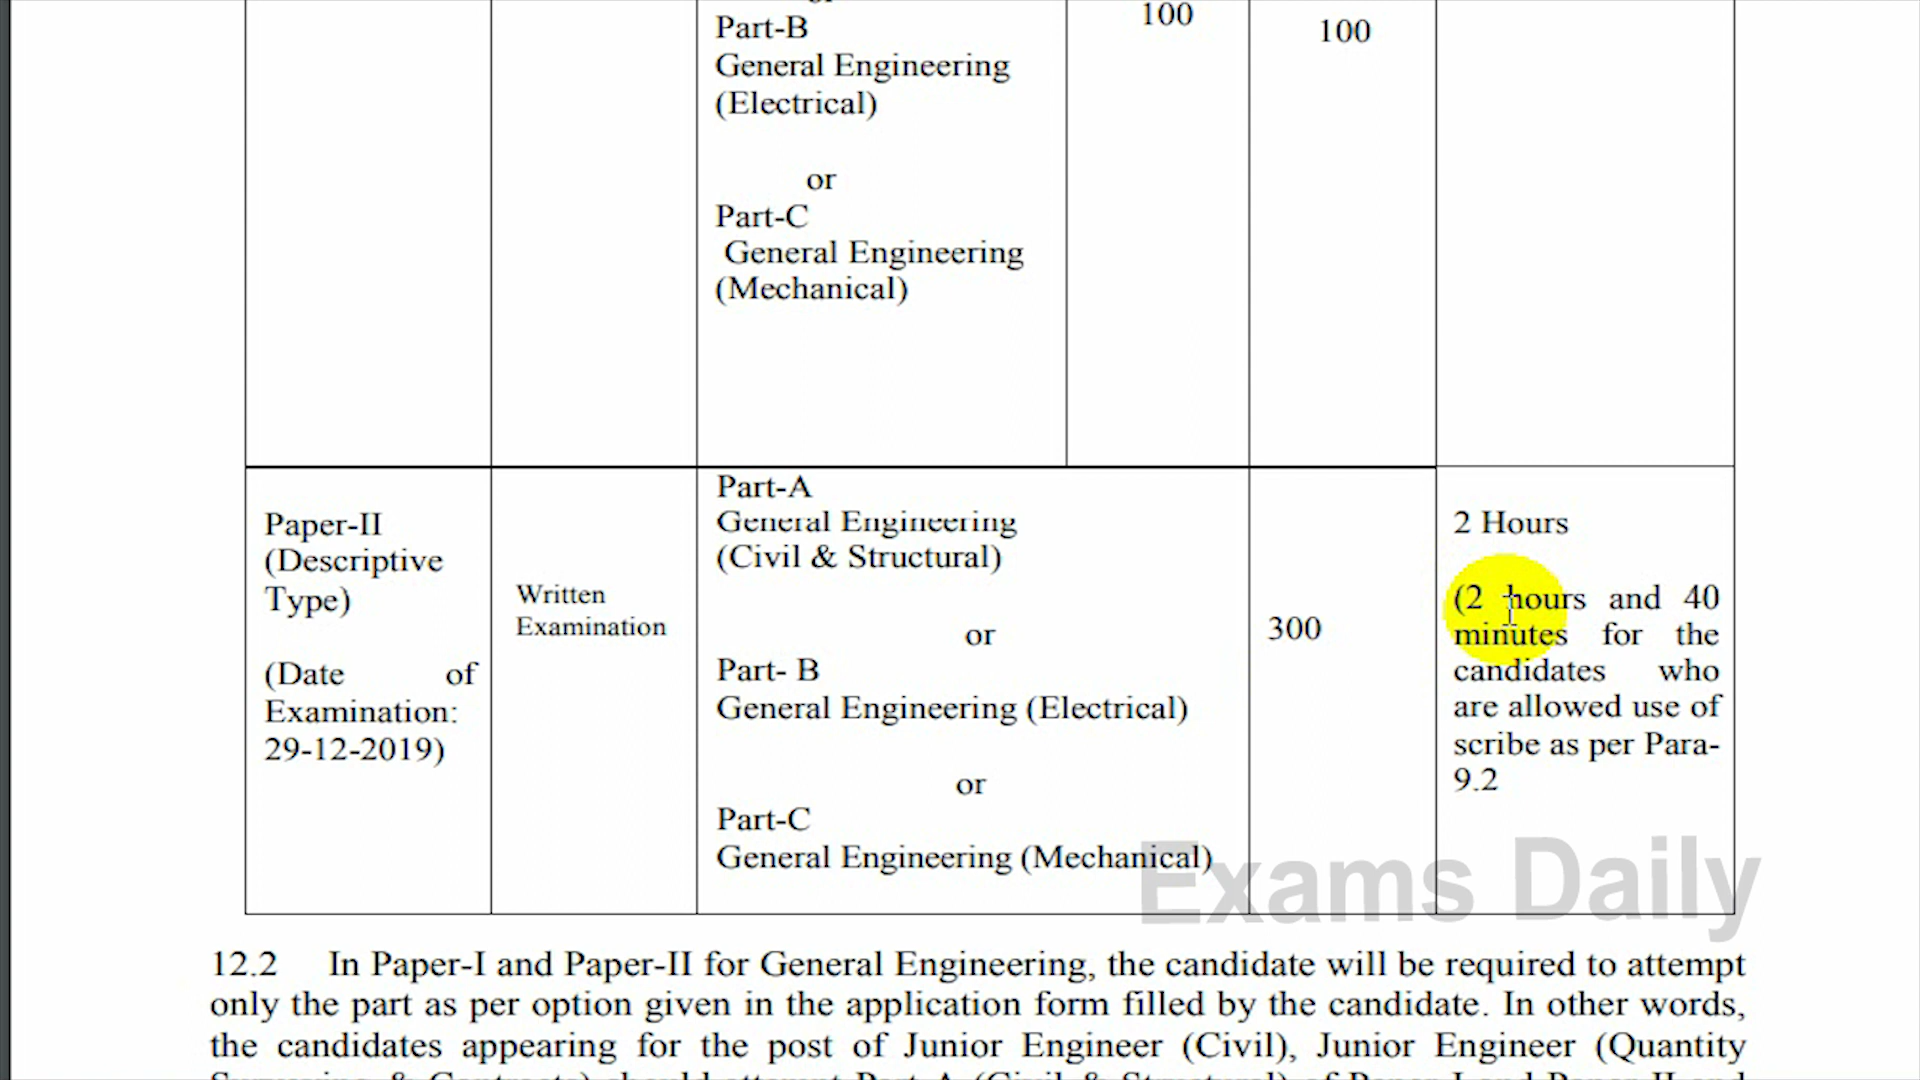 Part-B
General Engineering
(Electrical)
or
Part-C
General Engineering
(Mechanical)
100
100
Paper-II
(Descriptive
Type)
(Date of
Examination:
29-12-2019)
Written
Examination
Part-A
General Engineering
(Civil & Structural)
or
Part- B
General Engineering (Electrical)
or
Part-C
General Engineering (Mechanical)
300
2 Hours
(2 hours and 40
minutes for the
candidates who
are allowed use of
scribe as per Para-
9.2
Exams Daily
12.2 In Paper-I and Paper-II for General Engineering, the candidate will be required to attempt
only the part as per option given in the application form filled by the candidate. In other words,
the candidates appearing for the post of Junior Engineer (Civil), Junior Engineer (Quantity